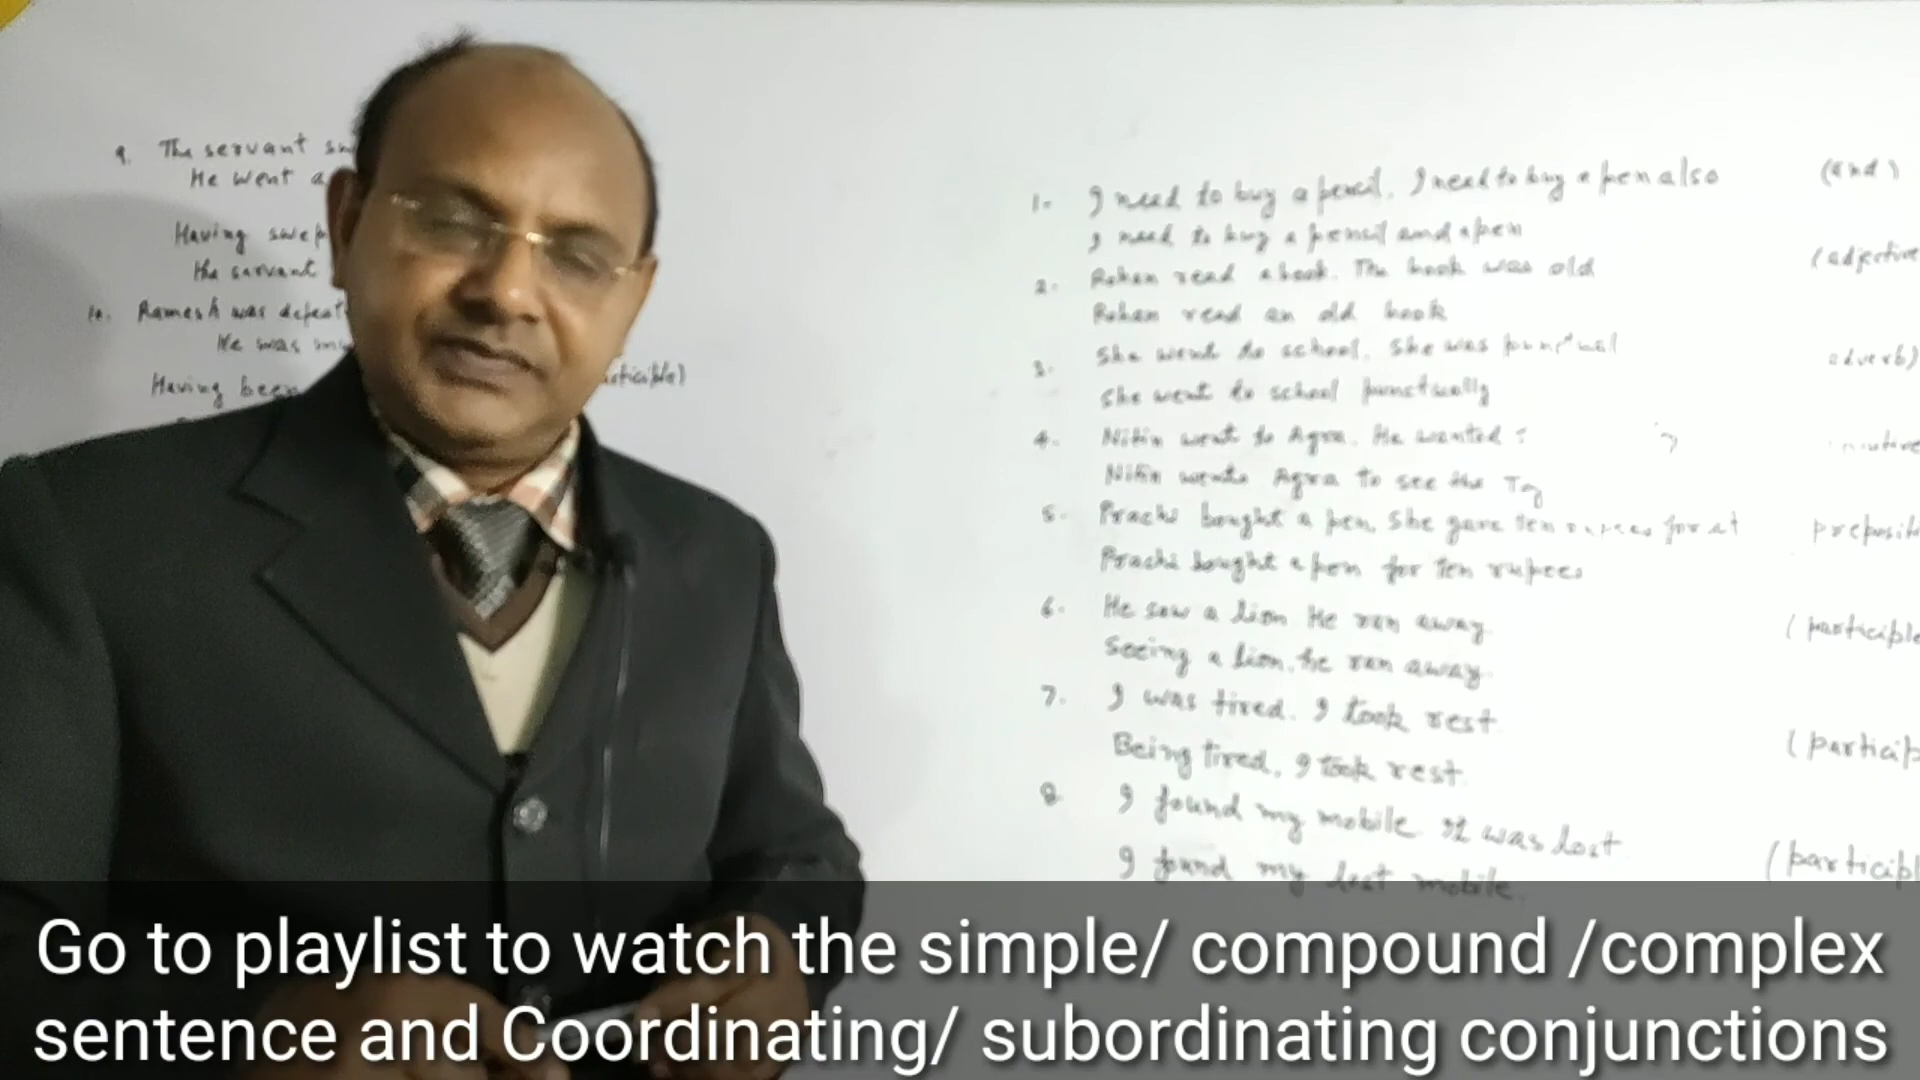 9. The servant
He went
Having swep
the servant
10. Ramesh was defeat
He was
Having been
1. I need to buy a pencil. I need to buy a pen also (and)
I need to buy a pencil and a pen
2. Rohan read a book. The book was old (adjective
Rohan read an old book
3. She went to school. She was punctual adverb)
She went to school punctually
4. Nitin went to Agra. He wanted
Nitin went Agra to see the Taj
5. Prachi bought a pen. She gave ten rupees for it preposit
Prachi bought a pen for ten rupees
6. He saw a lion He ran away. (participle
Seeing a lion, he ran away.
7. I was tired. I took rest.
Being tired, I took rest. (particip
8 I found my mobile. It was lost
I found my lost mobile. (particip
Go to playlist to watch the simple/ compound /complex
sentence and Coordinating/ subordinating conjunctions